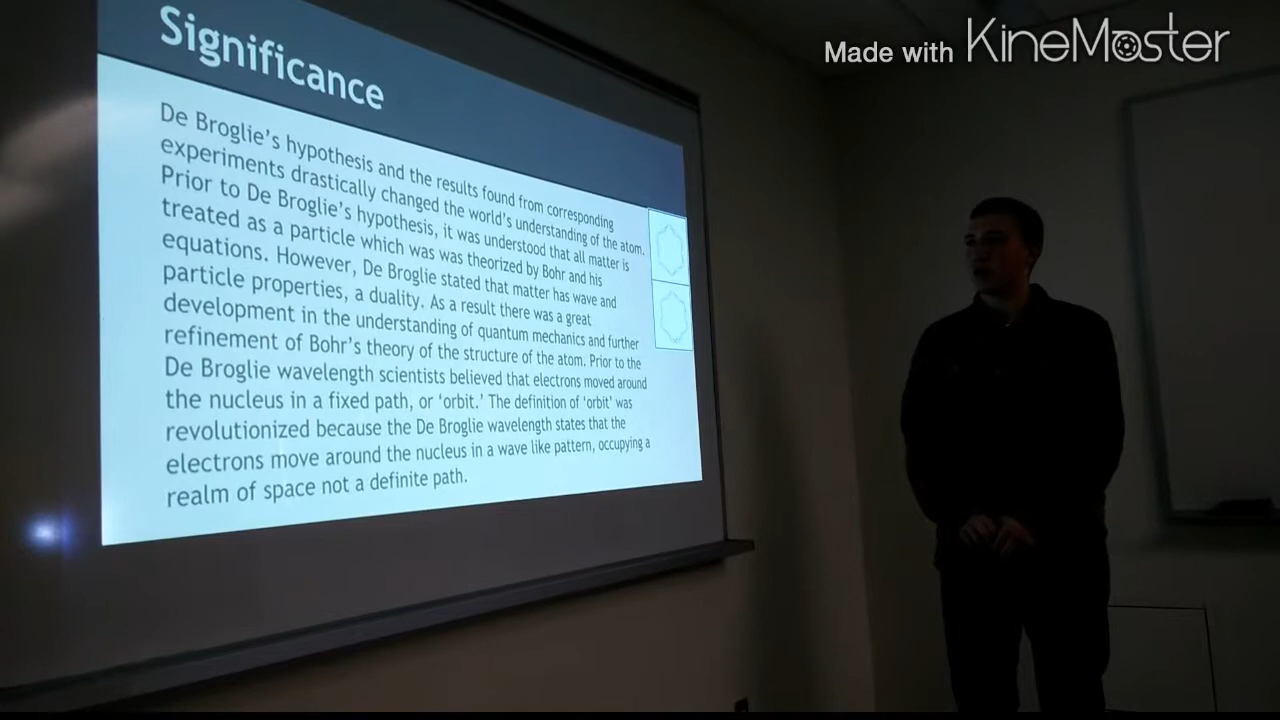 Made with KineMaster
Significance
De Broglie's hypothesis and the results found from corresponding
experiments drastically changed the world's understanding of the atom.
Prior to De Broglie's hypothesis, it was understood that all matter is
treated as a particle which was was theorized by Bohr and his
equations. However, De Broglie stated that matter has wave and
particle properties, a duality. As a result there was a great
development in the understanding of quantum mechanics and further
refinement of Bohr's theory of the structure of the atom. Prior to the
De Broglie wavelength scientists believed that electrons moved around
the nucleus in a fixed path, or ‘orbit.’ The definition of ‘orbit’ was
revolutionized because the De Broglie wavelength states that the
electrons move around the nucleus in a wave like pattern, occupying a
realm of space not a definite path.